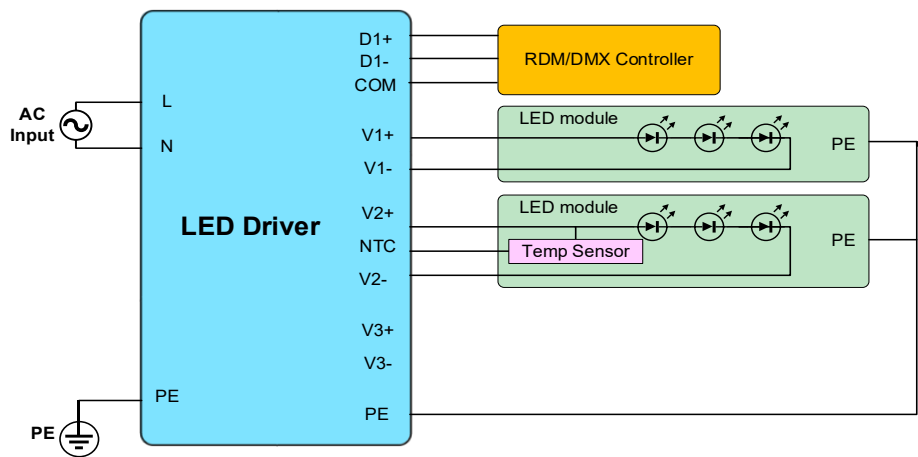 AC
Input
L
N
PE
PE
LED Driver
D1+
D1-
COM
V1+
V1-
V2+
NTC
V2-
V3+
V3-
PE
RDM/DMX Controller
LED module
PE
LED module
Temp Sensor
PE